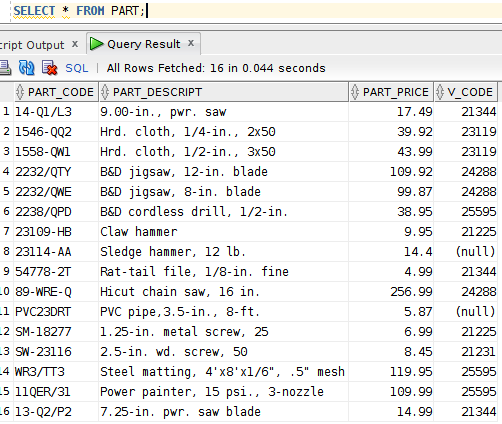 SELECT * FROM PART;
cript Output x Query Result x
SQL | All Rows Fetched: 16 in 0.044 seconds
PART_CODE PART_DESCRIPT PART_PRICE V_CODE
1 14-Q1/L3 9.00-in., pwr. saw 17.49 21344
2 1546-QQ2 Hrd. cloth, 1/4-in., 2x50 39.92 23119
3 1558-QW1 Hrd. cloth, 1/2-in., 3x50 43.99 23119
4 2232/QTY B&D jigsaw, 12-in. blade 109.92 24288
5 2232/QWE B&D jigsaw, 8-in. blade 99.87 24288
6 2238/QPD B&D cordless drill, 1/2-in. 38.95 25595
7 23109-HB Claw hammer 9.95 21225
8 23114-AA Sledge hammer, 12 lb. 14.4 (null)
9 54778-2T Rat-tail file, 1/8-in. fine 4.99 21344
10 89-WRE-Q Hicut chain saw, 16 in. 256.99 24288
11 PVC23DRT PVC pipe,3.5-in., 8-ft. 5.87 (null)
12 SM-18277 1.25-in. metal screw, 25 6.99 21225
13 SW-23116 2.5-in. wd. screw, 50 8.45 21231
14 WR3/TT3 Steel matting, 4'x8'x1/6", .5" mesh 119.95 25595
15 11QER/31 Power painter, 15 psi., 3-nozzle 109.99 25595
16 13-Q2/P2 7.25-in. pwr. saw blade 14.99 21344